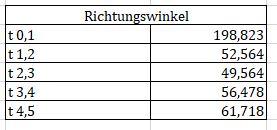 Richtungswinkel
t 0,1 198,823
t 1,2 52,564
t 2,3 49,564
t 3,4 56,478
t 4,5 61,718